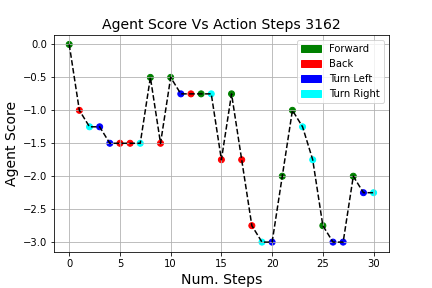 Agent Score Vs Action Steps 3162
Forward
Back
Turn Left
Turn Right
Agent Score
0.0
−0.5
−1.0
−1.5
−2.0
−2.5
−3.0
0 5 10 15 20 25 30
Num. Steps